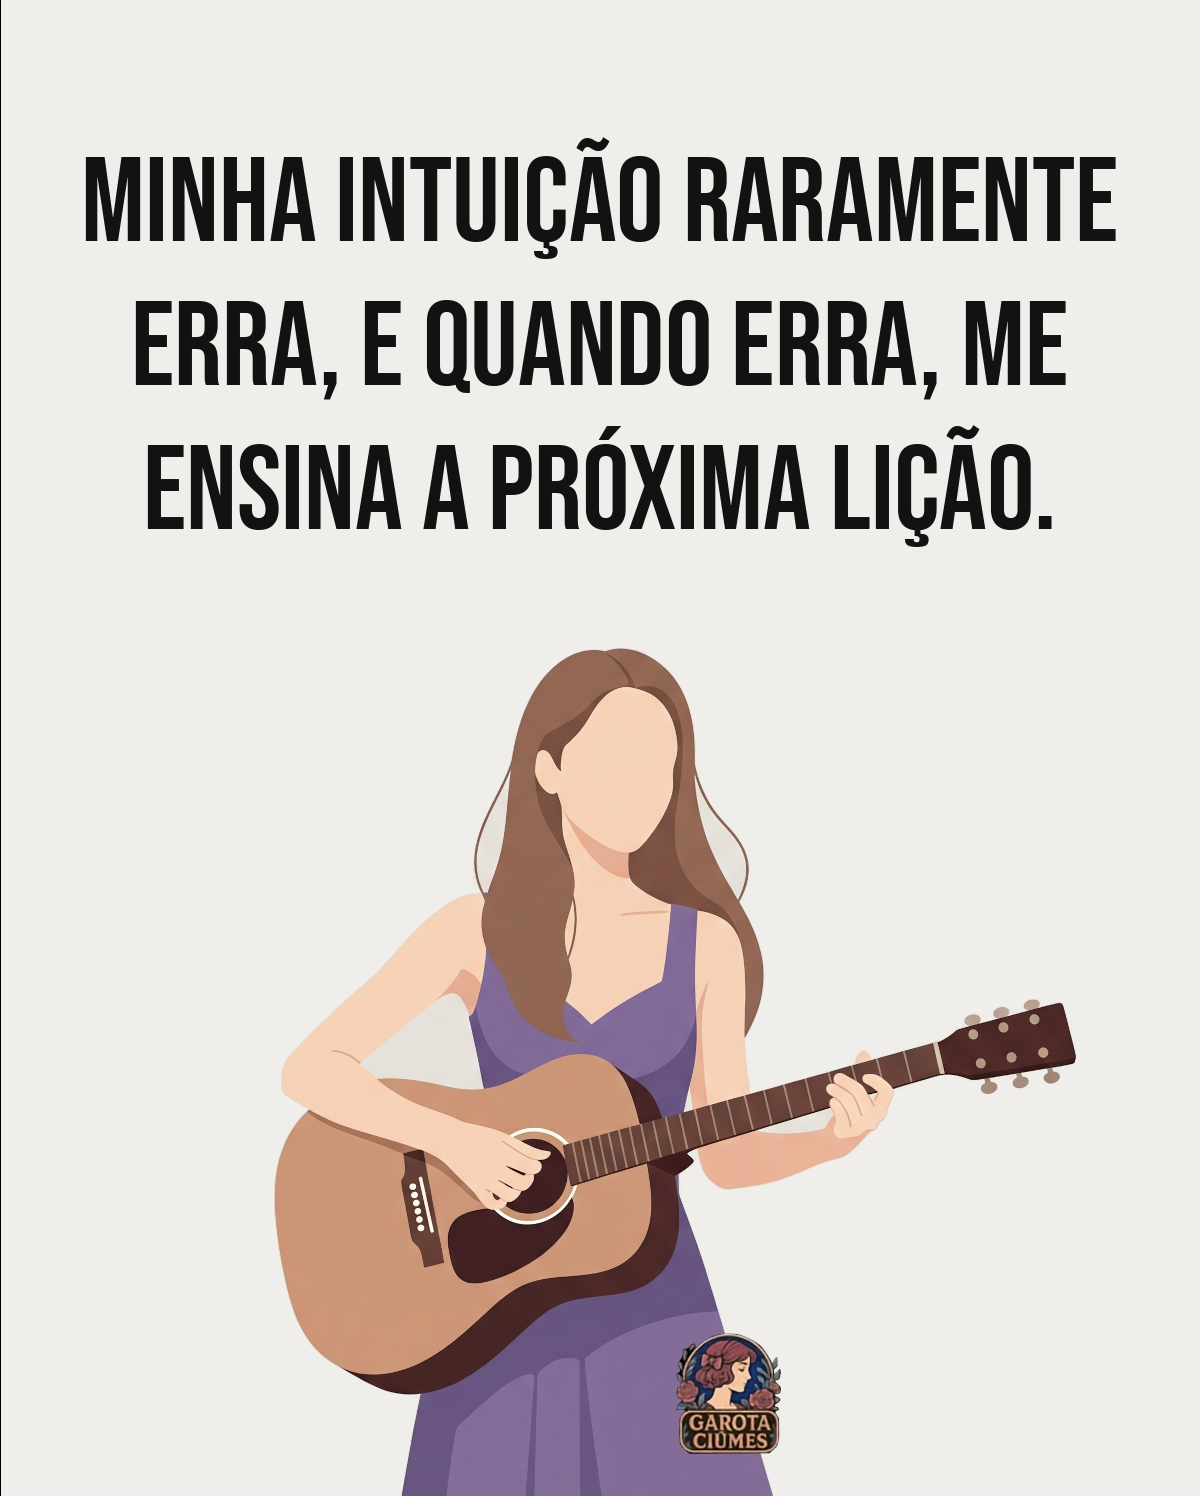 MINHA INTUIÇÃO RARAMENTE
ERRA, E QUANDO ERRA, ME
ENSINA A PRÓXIMA LIÇÃO.
GAROTA
CIÚMES